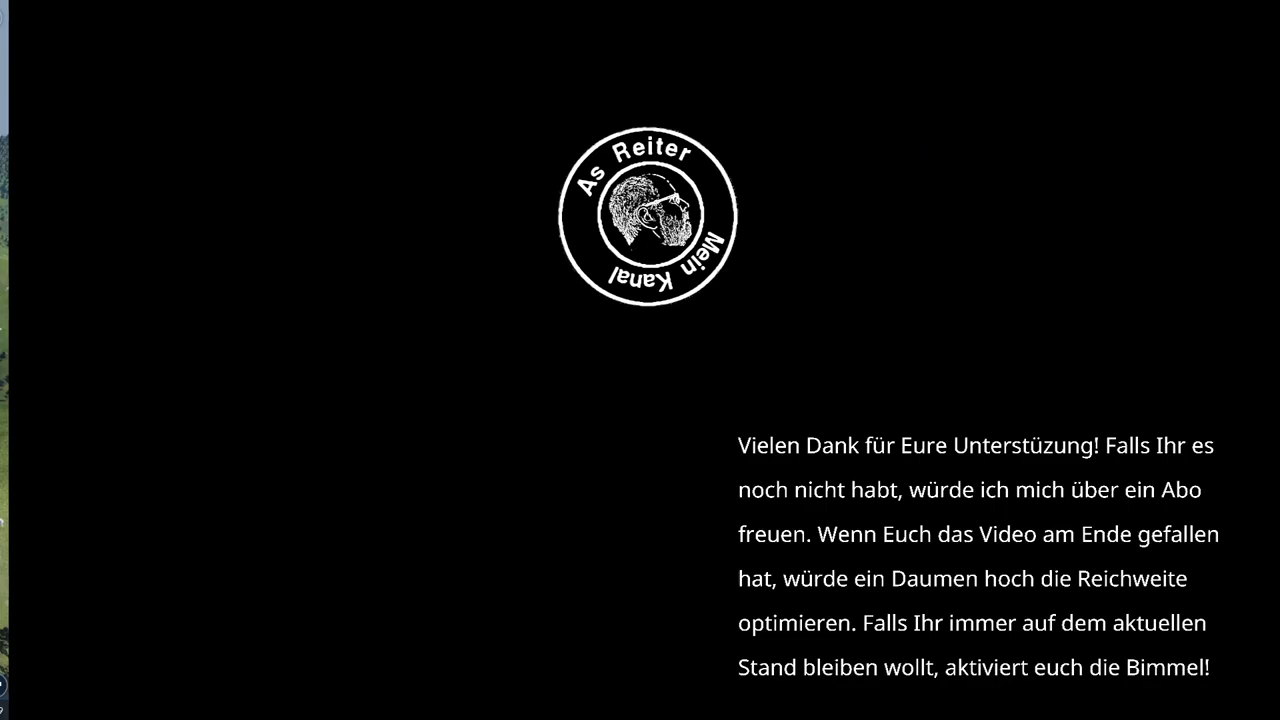 As Reiter
Mein Kanal
Vielen Dank für Eure Unterstüzung! Falls Ihr es
noch nicht habt, würde ich mich über ein Abo
freuen. Wenn Euch das Video am Ende gefallen
hat, würde ein Daumen hoch die Reichweite
optimieren. Falls Ihr immer auf dem aktuellen
Stand bleiben wollt, aktiviert euch die Bimmel!